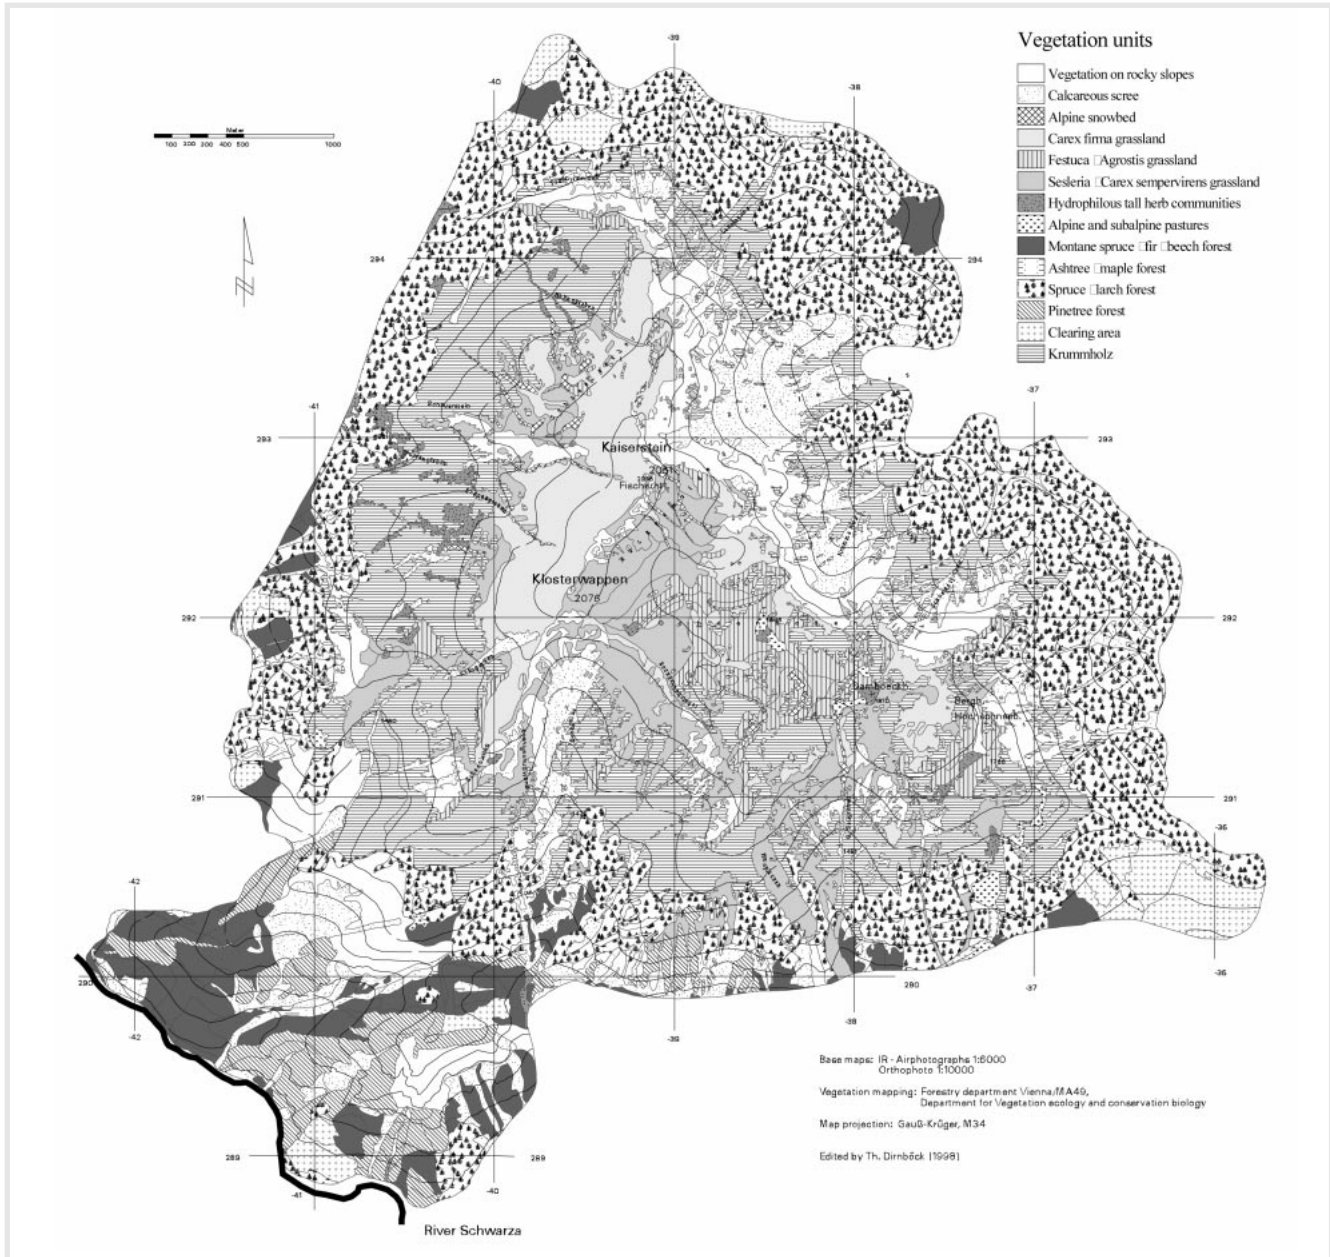 Vegetation units
Vegetation on rocky slopes
Calcareous scree
Alpine snowbed
Carex firma grassland
Festuca □Agrostis grassland
Sesleria □Carex sempervirens grassland
Hydrophilous tall herb communities
Alpine and subalpine pastures
Montane spruce □fir □beech forest
Ashtree □maple forest
Spruce □larch forest
Pinetree forest
Clearing area
Krummholz
Meter
100 200 300 400 500 1000
N
-39
-40
-38
294
294
-37
-41
293
293
Kaiserstein
2061
Klosterwappen
2076
292
292
291
291
-36
-42
290
290
-42
-39
-38
-37
-36
289
289
-41
-40
River Schwarza
Base maps: IR - Airphotographs 1:6000
Orthophoto 1:10000
Vegetation mapping: Forestry department Vienna/MA49,
Department for Vegetation ecology and conservation biology
Map projection: Gauß-Krüger, M34
Edited by Th. Dirnböck (1998)